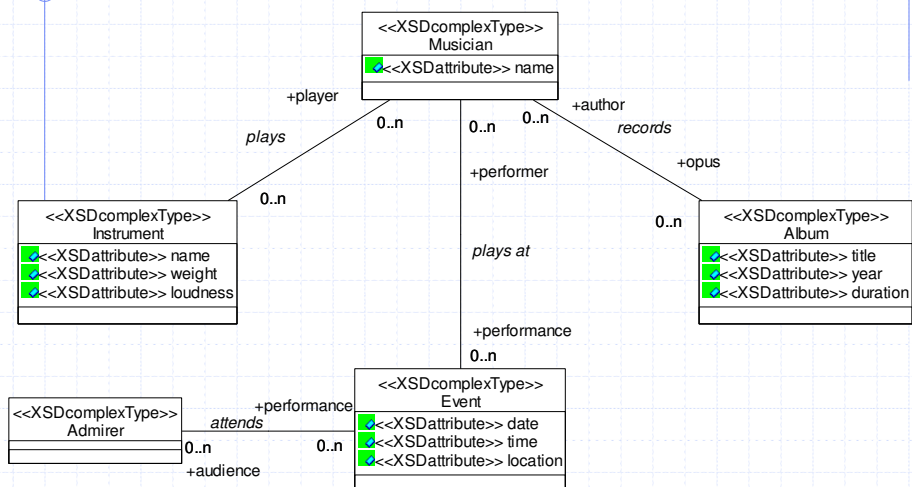 <<XSDcomplexType>>
Musician
<<XSDattribute>> name
+player
0..n
plays
0..n
0..n
+performer
plays at
+performance
0..n
0..n
+author
records
+opus
0..n
<<XSDcomplexType>>
Instrument
<<XSDattribute>> name
<<XSDattribute>> weight
<<XSDattribute>> loudness
<<XSDcomplexType>>
Album
<<XSDattribute>> title
<<XSDattribute>> year
<<XSDattribute>> duration
<<XSDcomplexType>>
Admirer
+performance
attends
0..n
0..n
+audience
<<XSDcomplexType>>
Event
<<XSDattribute>> date
<<XSDattribute>> time
<<XSDattribute>> location